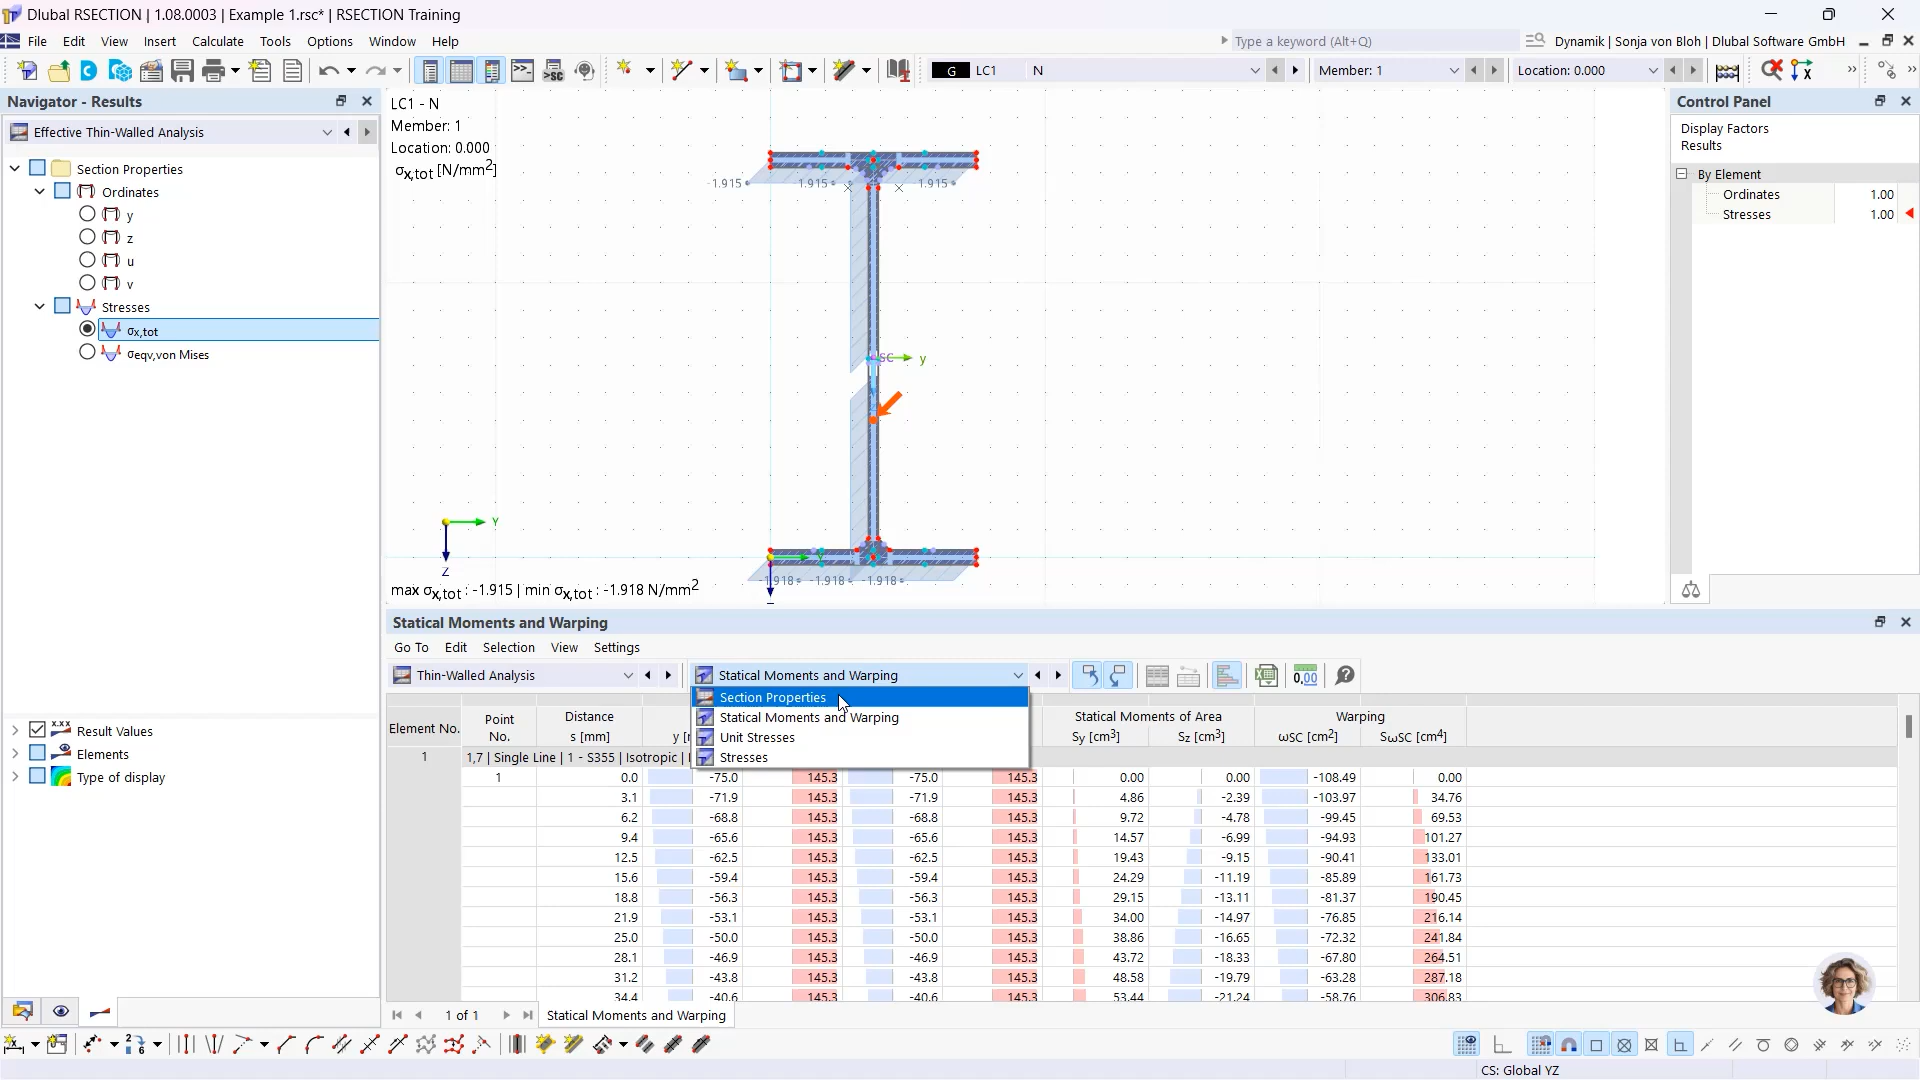 Dlubal RSECTION | 1.08.0003 | Example 1.rsc* | RSECTION Training
File Edit View Insert Calculate Tools Options Window Help
Type a keyword (Alt+Q)
Dynamik | Sonja von Bloh | Dlubal Software GmbH
G LC1 N
Member: 1
Location: 0.000
Navigator - Results
Effective Thin-Walled Analysis
Section Properties
Ordinates
y
z
u
v
Stresses
σx,tot
σeqv,von Mises
Result Values
Elements
Type of display
LC1 - N
Member: 1
Location: 0.000
σx,tot [N/mm2]
-1.915 -1.915 -1.915
SC y
-1.918 -1.918 -1.918
Y
Z
max σx,tot : -1.915 | min σx,tot : -1.918 N/mm2
Control Panel
Display Factors
Results
By Element
Ordinates 1.00
Stresses 1.00
Statical Moments and Warping
Go To Edit Selection View Settings
Thin-Walled Analysis
Statical Moments and Warping
Section Properties
Statical Moments and Warping
Unit Stresses
Stresses
0,00
Element No.
Point
No.
Distance
s [mm]
Statical Moments of Area
Sy [cm3] Sz [cm3]
Warping
ωSC [cm2] SωSC [cm4]
1 1,7 | Single Line | 1 - S355 | Isotropic |
1 0.0 -75.0 145.3 -75.0 145.3 0.00 0.00 -108.49 0.00
3.1 -71.9 145.3 -71.9 145.3 4.86 -2.39 -103.97 34.76
6.2 -68.8 145.3 -68.8 145.3 9.72 -4.78 -99.45 69.53
9.4 -65.6 145.3 -65.6 145.3 14.57 -6.99 -94.93 101.27
12.5 -62.5 145.3 -62.5 145.3 19.43 -9.15 -90.41 133.01
15.6 -59.4 145.3 -59.4 145.3 24.29 -11.19 -85.89 161.73
18.8 -56.3 145.3 -56.3 145.3 29.15 -13.11 -81.37 190.45
21.9 -53.1 145.3 -53.1 145.3 34.00 -14.97 -76.85 216.14
25.0 -50.0 145.3 -50.0 145.3 38.86 -16.65 -72.32 241.84
28.1 -46.9 145.3 -46.9 145.3 43.72 -18.33 -67.80 264.51
31.2 -43.8 145.3 -43.8 145.3 48.58 -19.79 -63.28 287.18
34.4 -40.6 145.3 -40.6 145.3 53.44 -21.24 -58.76 306.83
1 of 1
Statical Moments and Warping
CS: Global YZ